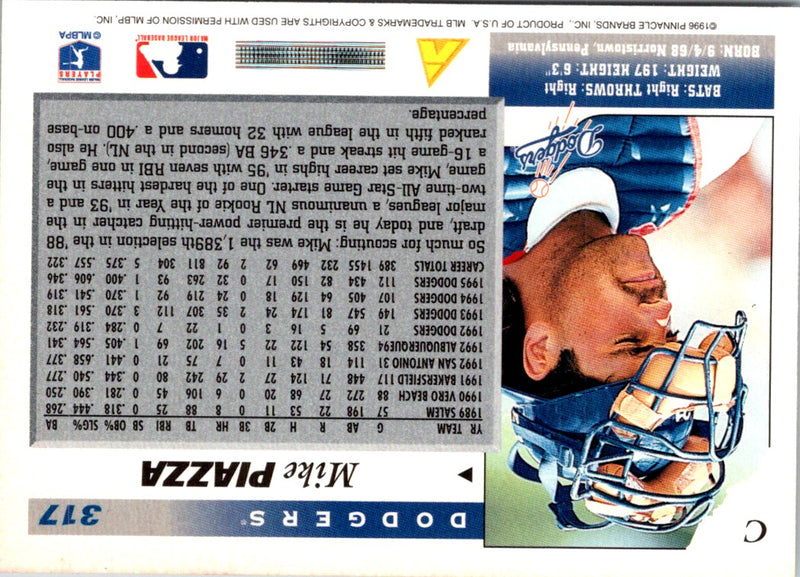 C
DODGERS®
317
Mike PIAZZA
YR TEAM G AB R H 2B 3B HR TB RBI SB OB% SLG% BA
1989 SALEM 57 198 22 53 11 0 8 88 25 0 .318 .444 .268
1990 VERO BEACH 88 272 27 68 20 0 6 106 45 0 .281 .390 .250
1991 BAKERSFIELD 117 448 71 124 27 2 29 242 80 0 .344 .540 .277
1992 SAN ANTONIO 31 114 18 43 11 0 7 75 21 0 .441 .658 .377
1992 ALBUQUERQUE94 358 54 122 22 5 16 202 69 1 .405 .564 .341
1992 DODGERS 21 69 5 16 3 0 1 22 7 0 .284 .319 .232
1993 DODGERS 149 547 81 174 24 2 35 307 112 3 .370 .561 .318
1994 DODGERS 107 405 64 129 18 0 24 219 92 1 .370 .541 .319
1995 DODGERS 112 434 82 150 17 0 32 263 93 1 .400 .606 .346
CAREER TOTALS 389 1455 232 469 62 2 92 811 304 5 .375 .557 .322
So much for scouting: Mike was the 1,389th selection in the '88
draft, and today he is the premier power-hitting catcher in the
major leagues, a unanimous NL Rookie of the Year in '93 and a
two-time All-Star Game starter. One of the hardest hitters in the
game, Mike set career highs in '95 with seven RBI in one game,
a 16-game hit streak and a .346 BA (second in the NL). He also
ranked fifth in the league with 32 homers and a .400 on-base
percentage.
Dodgers
BATS: Right THROWS: Right
WEIGHT: 197 HEIGHT: 6'3"
BORN: 9/4/68 Norristown, Pennsylvania
MAJOR LEAGUE BASEBALL
PLAYERS
© MLBPA
©1996 PINNACLE BRANDS, INC., PRODUCT OF U.S.A. MLB TRADEMARKS & COPYRIGHTS ARE USED WITH PERMISSION OF MLBP, INC.